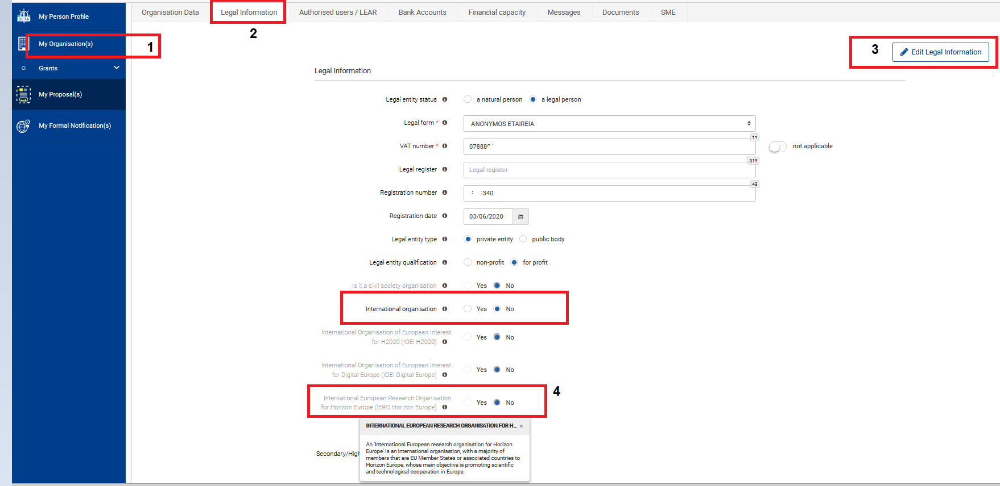 BETA
My Person Profile
My Organisation(s)
1
Grants
My Proposal(s)
My Formal Notification(s)
Organisation Data
Legal Information
Authorised users / LEAR
Bank Accounts
Financial capacity
Messages
Documents
SME
2
3
Edit Legal Information
Legal Information
Legal entity status
a natural person
a legal person
Legal form *
ANONYMOS ETAIREIA
11
VAT number *
not applicable
319
Legal register
Legal register
43
Registration number
Registration date
03/06/2020
Legal entity type
private entity
public body
Legal entity qualification
non-profit
for profit
Is it a civil society organisation
Yes
No
International organisation
Yes
No
International Organisation of European Interest
for H2020 (IOEI H2020)
Yes
No
International Organisation of European Interest
for Digital Europe (IOEI Digital Europe)
Yes
No
4
International European Research Organisation
for Horizon Europe (IERO Horizon Europe)
Yes
No
INTERNATIONAL EUROPEAN RESEARCH ORGANISATION FOR H... ×
An 'International European research organisation for Horizon
Europe' is an international organisation, with a majority of
members that are EU Member States or associated countries to
Horizon Europe, whose main objective is promoting scientific
and technological cooperation in Europe.
Secondary/High